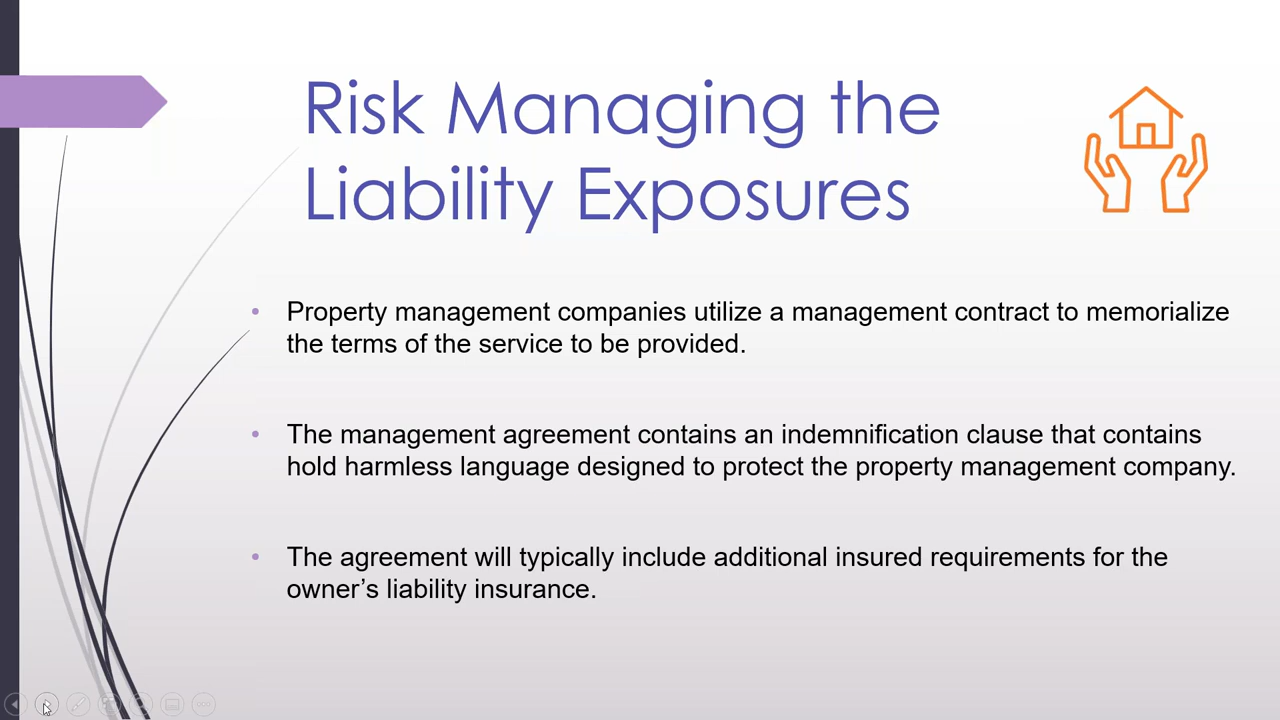 Risk Managing the
Liability Exposures
• Property management companies utilize a management contract to memorialize
the terms of the service to be provided.
• The management agreement contains an indemnification clause that contains
hold harmless language designed to protect the property management company.
• The agreement will typically include additional insured requirements for the
owner’s liability insurance.